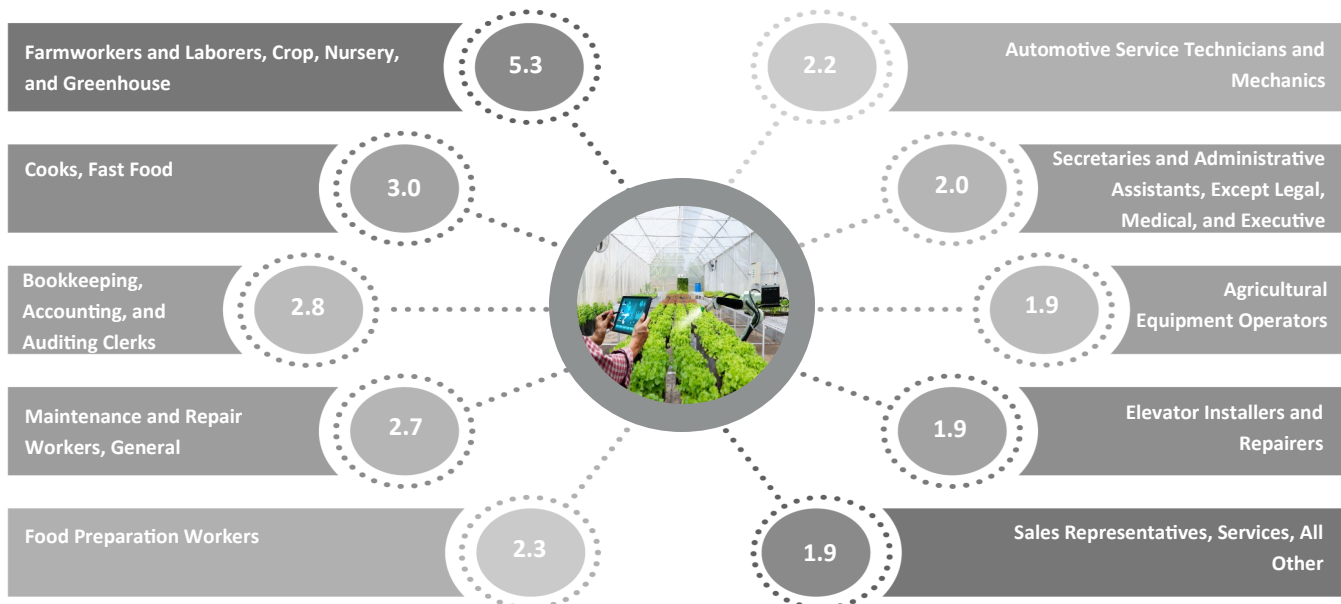 Farmworkers and Laborers, Crop, Nursery,
and Greenhouse
5.3
2.2
Automotive Service Technicians and
Mechanics
Cooks, Fast Food
3.0
2.0
Secretaries and Administrative
Assistants, Except Legal,
Medical, and Executive
Bookkeeping,
Accounting, and
Auditing Clerks
2.8
1.9
Agricultural
Equipment Operators
Maintenance and Repair
Workers, General
2.7
1.9
Elevator Installers and
Repairers
Food Preparation Workers
2.3
1.9
Sales Representatives, Services, All
Other